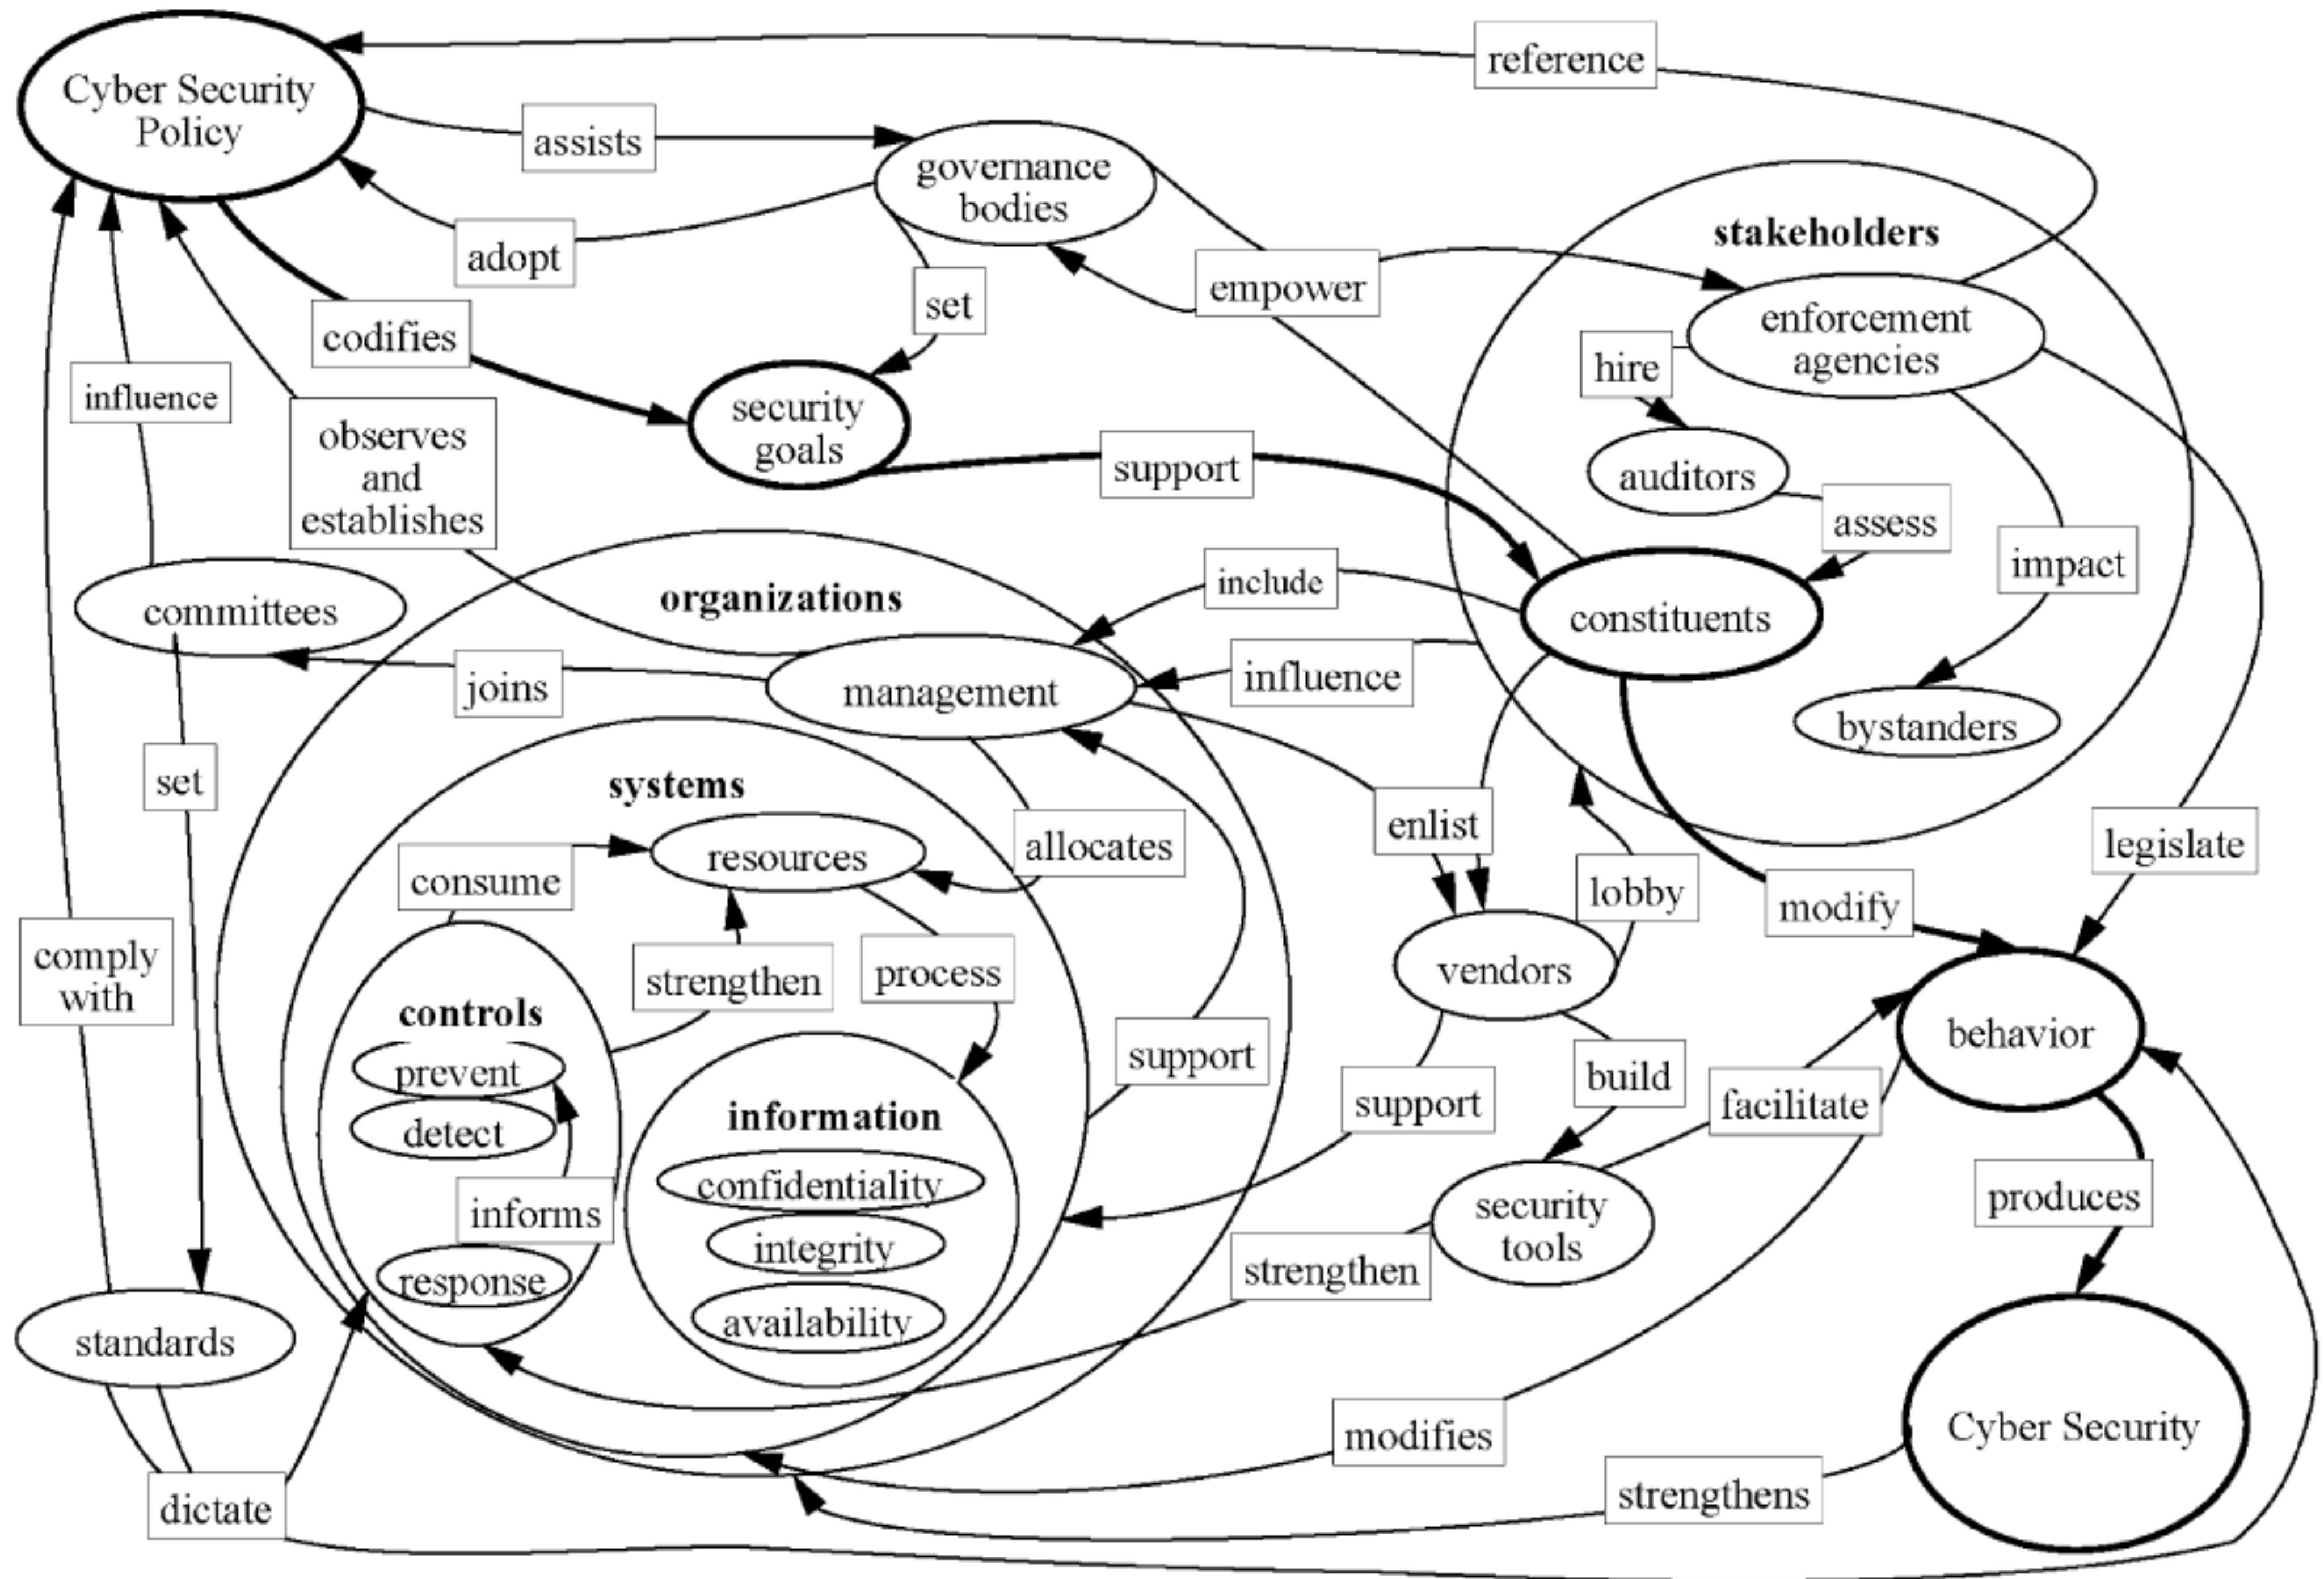 reference
Cyber Security
Policy
assists
governance
bodies
adopt
stakeholders
set
empower
enforcement
agencies
codifies
hire
influence
security
goals
observes
and
establishes
support
auditors
assess
impact
include
organizations
committees
constituents
joins
management
influence
bystanders
set
systems
enlist
allocates
resources
legislate
consume
lobby
modify
comply
with
strengthen
process
vendors
controls
behavior
prevent
support
build
detect
information
support
facilitate
confidentiality
produces
informs
security
tools
integrity
response
strengthen
availability
standards
Cyber Security
modifies
strengthens
dictate